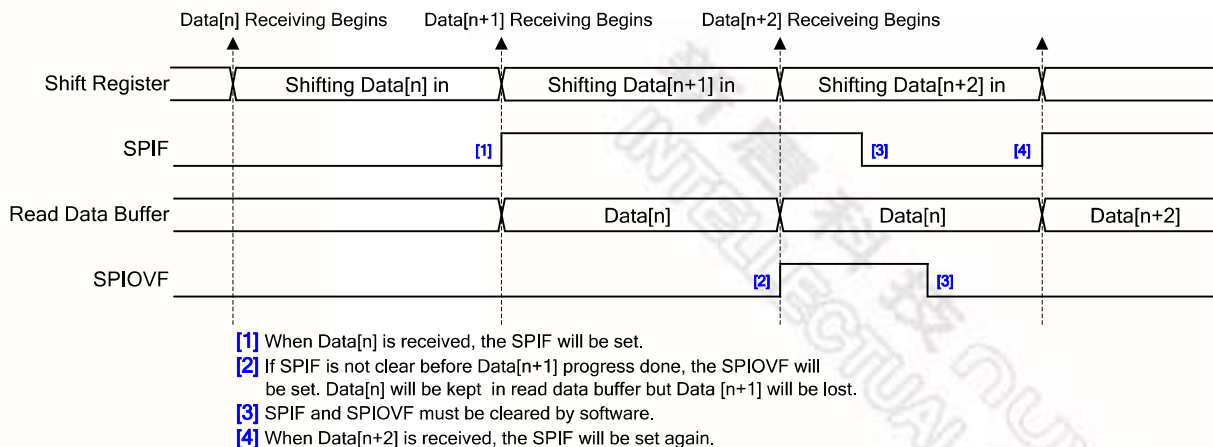 Data[n] Receiving Begins Data[n+1] Receiving Begins Data[n+2] Receiveing Begins
Shift Register Shifting Data[n] in Shifting Data[n+1] in Shifting Data[n+2] in
SPIF [1] [3] [4]
Read Data Buffer Data[n] Data[n] Data[n+2]
SPIOVF [2] [3]
[1] When Data[n] is received, the SPIF will be set.
[2] If SPIF is not clear before Data[n+1] progress done, the SPIOVF will
be set. Data[n] will be kept in read data buffer but Data [n+1] will be lost.
[3] SPIF and SPIOVF must be cleared by software.
[4] When Data[n+2] is received, the SPIF will be set again.
INTELLECTUAL